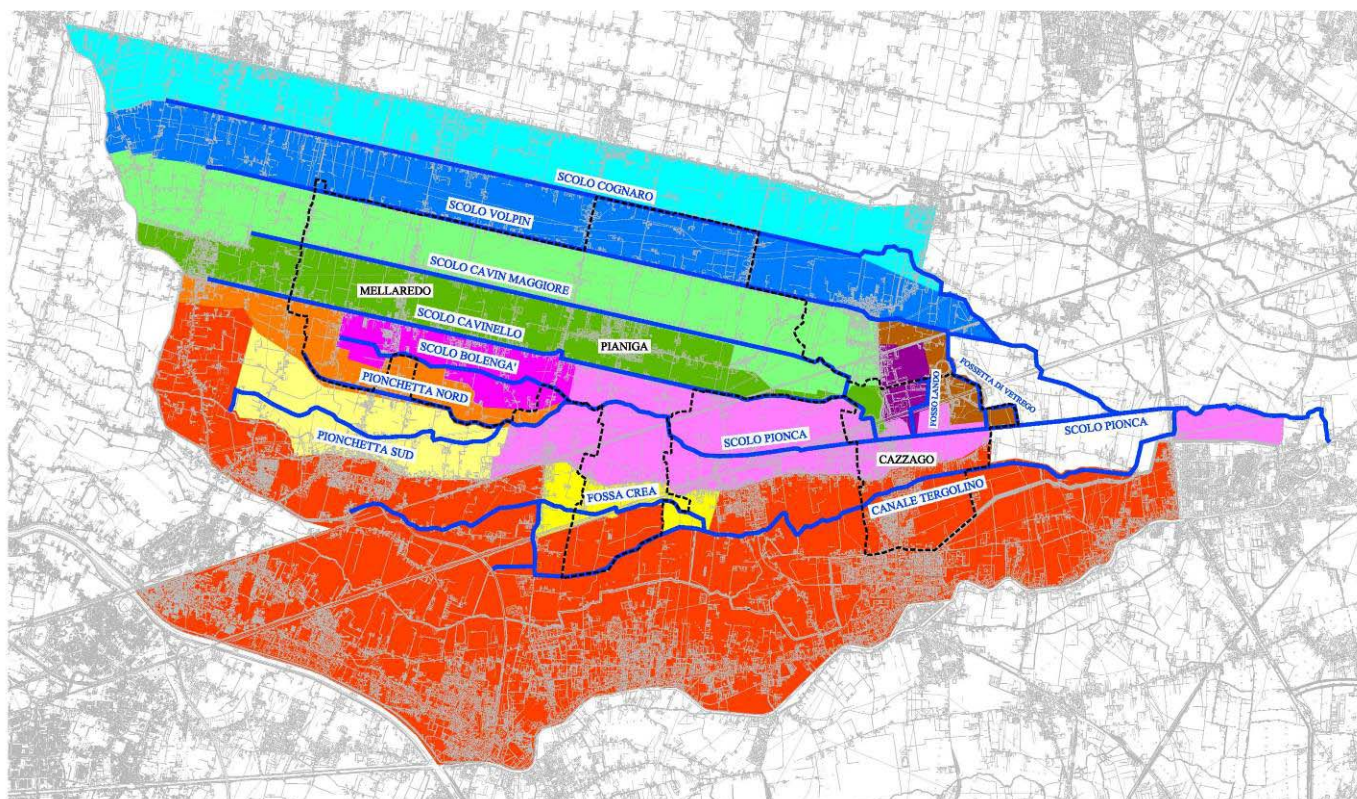 SCOLO COGNARO
SCOLO VOLPIN
SCOLO CAVIN MAGGIORE
MELLAREDO
SCOLO CAVINELLO
PIANIGA
SCOLO BOLENGA'
PIONCHETTA NORD
FOSSETTA DI VETREGO
FOSSO LANDO
PIONCHETTA SUD
SCOLO PIONCA
SCOLO PIONCA
CAZZAGO
FOSSA CREA
CANALE TERGOLINO